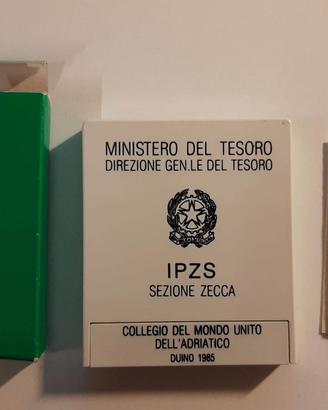 MINISTERO DEL TESORO
DIREZIONE GEN.LE DEL TESORO
IPZS
SEZIONE ZECCA
COLLEGIO DEL MONDO UNITO
DELL'ADRIATICO
DUINO 1985